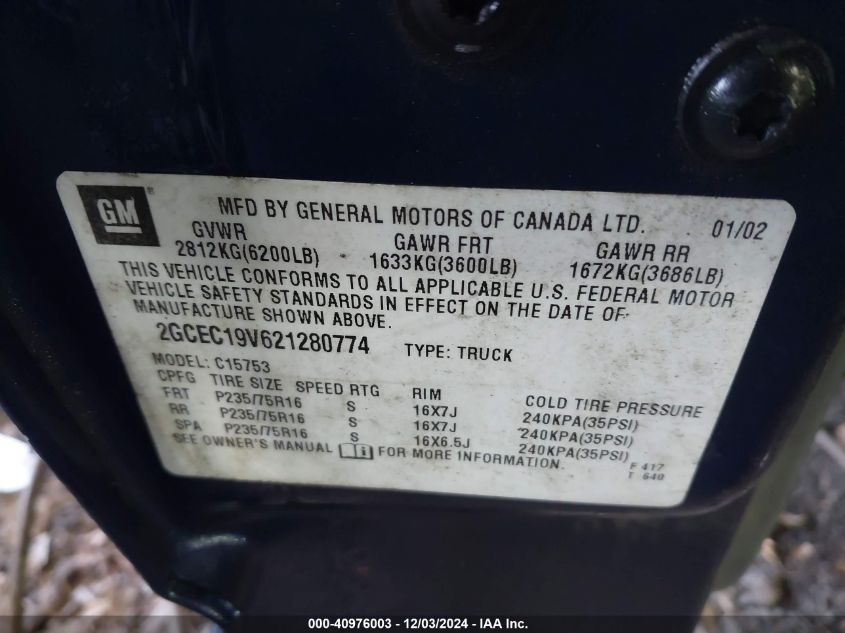 GM ®
MFD BY GENERAL MOTORS OF CANADA LTD. 01/02
GVWR GAWR FRT GAWR RR
2812KG(6200LB) 1633KG(3600LB) 1672KG(3686LB)
THIS VEHICLE CONFORMS TO ALL APPLICABLE U.S. FEDERAL MOTOR
VEHICLE SAFETY STANDARDS IN EFFECT ON THE DATE OF
MANUFACTURE SHOWN ABOVE.
2GCEC19V621280774 TYPE: TRUCK
MODEL: C15753
CPFG TIRE SIZE SPEED RTG RIM COLD TIRE PRESSURE
FRT P235/75R16 S 16X7J 240KPA(35PSI)
RR P235/75R16 S 16X7J 240KPA(35PSI)
SPA P235/75R16 S 16X6.5J 240KPA(35PSI)
SEE OWNER'S MANUAL i FOR MORE INFORMATION.
F 417
T 640
000-40976003 - 12/03/2024 - IAA Inc.